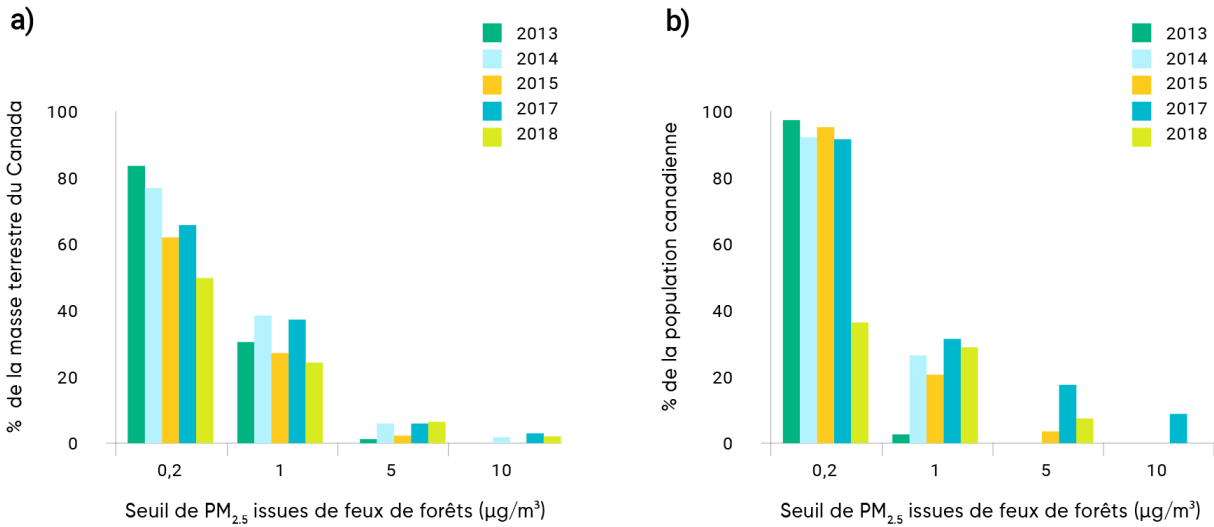 a)
2013
2014
2015
2017
2018
% de la masse terrestre du Canada
100
80
60
40
20
0
0,2 1 5 10
Seuil de PM2.5 issues de feux de forêts (µg/m³)
b)
2013
2014
2015
2017
2018
% de la population canadienne
100
80
60
40
20
0
0,2 1 5 10
Seuil de PM2.5 issues de feux de forêts (µg/m³)